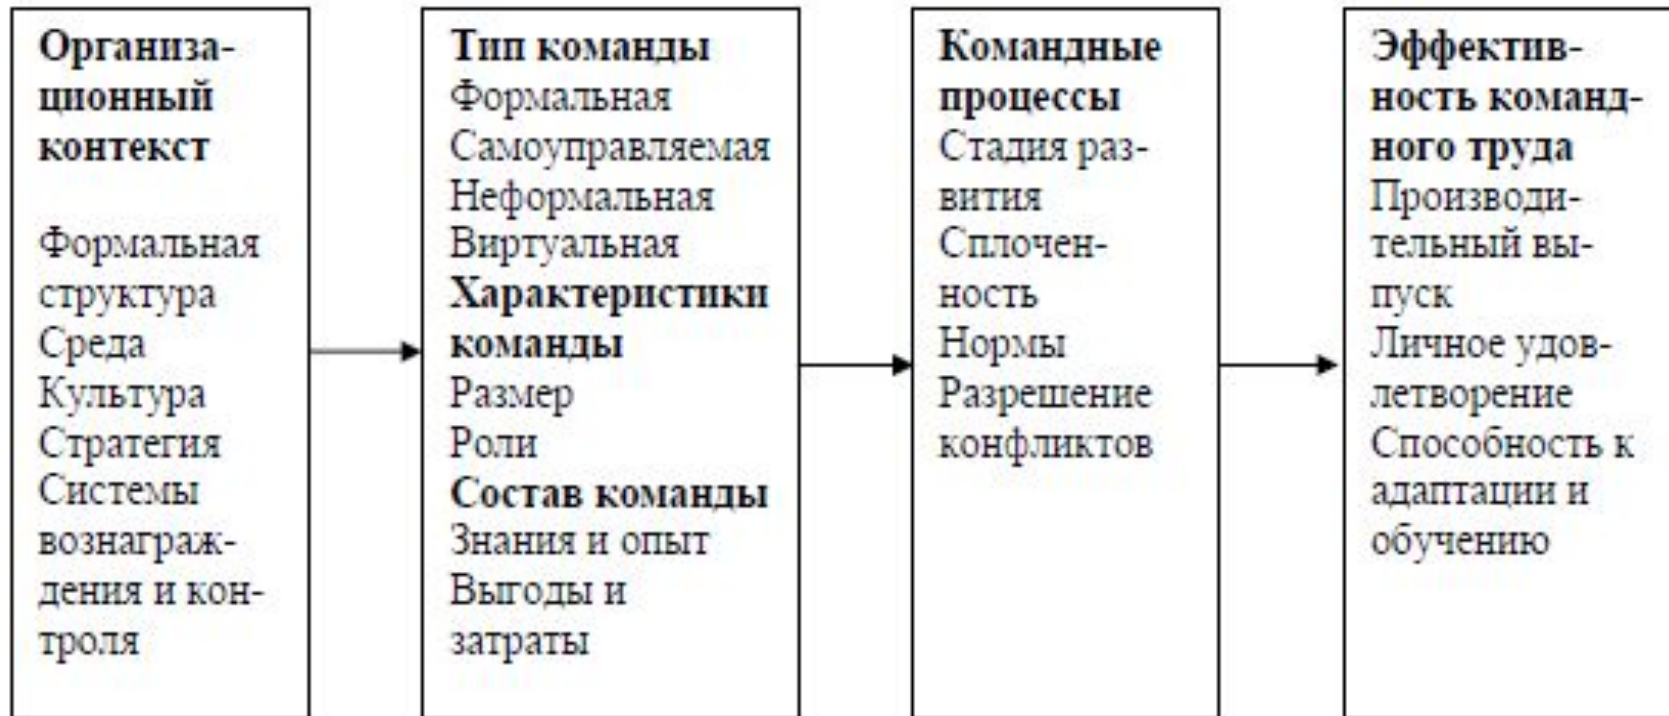 Организа-
ционный
контекст
Формальная
структура
Среда
Культура
Стратегия
Системы
вознаграж-
дения и кон-
троля
Тип команды
Формальная
Самоуправляемая
Неформальная
Виртуальная
Характеристики
команды
Размер
Роли
Состав команды
Знания и опыт
Выгоды и
затраты
Командные
процессы
Стадия раз-
вития
Сплочен-
ность
Нормы
Разрешение
конфликтов
Эффектив-
ность команд-
ного труда
Производи-
тельный вы-
пуск
Личное удов-
летворение
Способность к
адаптации и
обучению